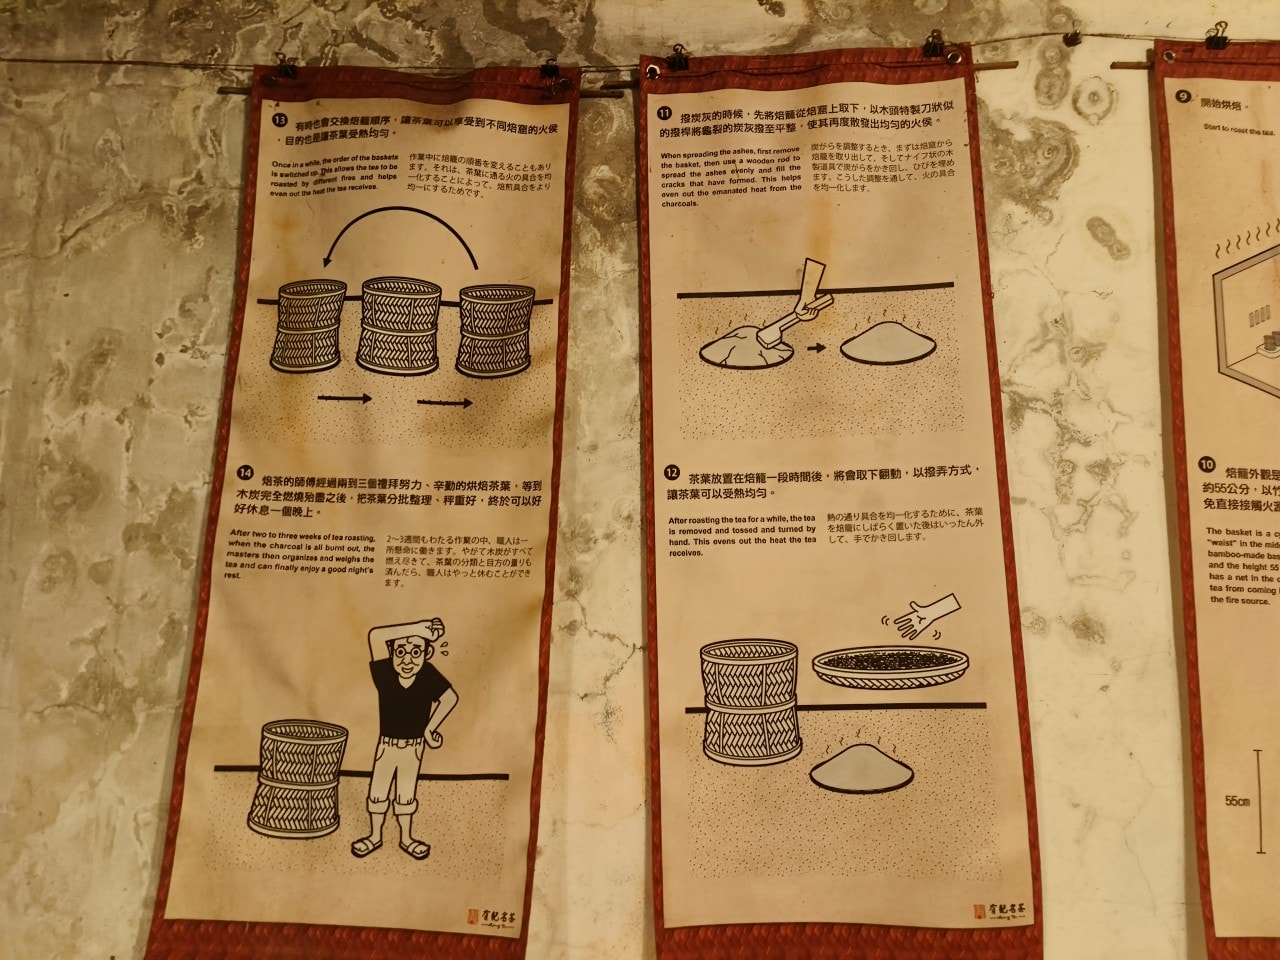 13 有時也會交換焙籠順序，讓茶葉可以享受到不同焙窟的火侯
，目的也是讓茶葉受熱均勻。
Once in a while, the order of the baskets
is switched up. This allows the tea to be
roasted by different fires and helps
even out the heat the tea receives.
作業中に焙籠の順番を変えることもあり
ます。それは、茶葉に通る火の具合を均
一化することによって、焙煎具合をより
均一にするためです。
14 焙茶的師傅經過兩到三個禮拜努力、辛勤的烘焙茶葉，等到
木炭完全燃燒殆盡之後，把茶葉分批整理、秤重好，終於可以好
好休息一個晚上。
After two to three weeks of tea roasting,
when the charcoal is all burnt out, the
masters then organizes and weighs the
tea and can finally enjoy a good night's
rest.
2～3週間もわたる作業の中、職人は一
所懸命に働きます。やがて木炭がすべて
燃え尽きて、茶葉の分類と目方の量りも
済んだら、職人はやっと休むことができ
ます。
有記名茶
11 撥炭灰的時候，先將焙籠從焙窟上取下，以木頭特製刀狀似
的撥桿將龜裂的炭灰撥至平整，使其再度散發出均勻的火侯。
When spreading the ashes, first remove
the basket, then use a wooden rod to
spread the ashes evenly and fill the
cracks that have formed. This helps
even out the emanated heat from the
charcoals.
炭がらを調整するとき、まずは焙窟から
焙籠を取り出して、そしてナイフ状の木
製道具で炭がらをかき回し、ひびを埋め
ます。こうした調整を通して、火の具合
を均一化します。
12 茶葉放置在焙籠一段時間後，將會取下翻動，以撥弄方式，
讓茶葉可以受熱均勻。
After roasting the tea for a while, the tea
is removed and tossed and turned by
hand. This evens out the heat the tea
receives.
熱の通り具合を均一化するために、茶葉
を焙籠にしばらく置いた後はいったん外
して、手でかき回します。
有記名茶
9 開始烘焙。
Start to roast the tea.
10 焙籠外觀是
約55公分，以竹
免直接接觸火源
The basket is a
"waist" in the
bamboo-made
and the height 55
has a net in the
tea from coming
the fire source.
55cm